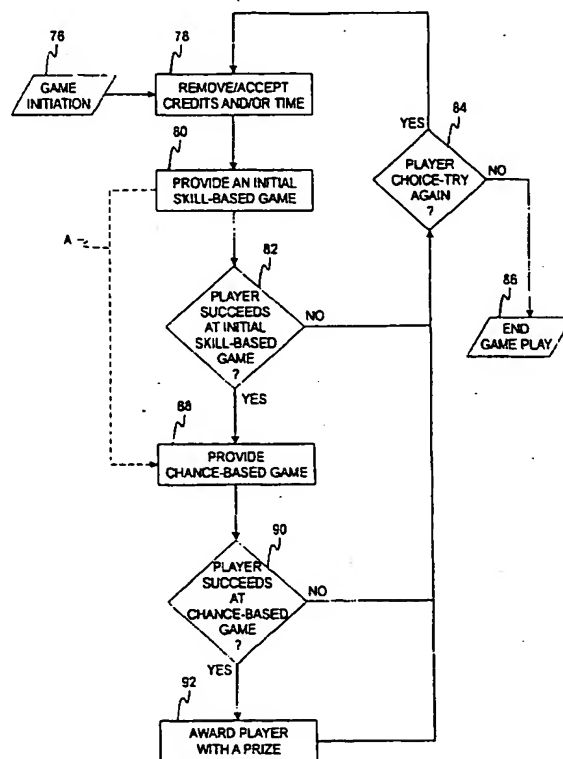 76
GAME
INITIATION
78
REMOVE/ACCEPT
CREDITS AND/OR TIME
80
PROVIDE AN INITIAL
SKILL-BASED GAME
A
82
PLAYER
SUCCEEDS
AT INITIAL
SKILL-BASED
GAME
?
NO
YES
84
YES
PLAYER
CHOICE-TRY
AGAIN
?
NO
86
END
GAME PLAY
88
PROVIDE
CHANCE-BASED GAME
90
PLAYER
SUCCEEDS
AT
CHANCE-BASED
GAME
?
NO
YES
92
AWARD PLAYER
WITH A PRIZE